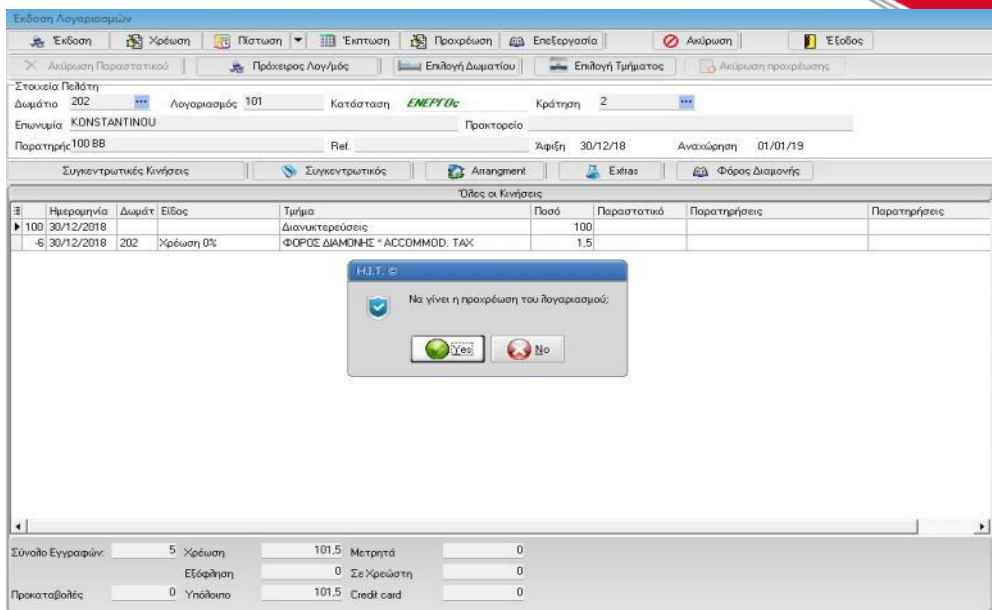 Έκδοση Λογαριασμών
Έκδοση Χρέωση Πίστωση Έκπτωση Προχρέωση Επεξεργασία Ακύρωση Έξοδος
Ακύρωση Παραστατικού Πρόχειρος Λογ/μός Επιλογή Δωματίου Επιλογή Τμήματος Ακύρωση προχρέωσης
Στοιχεία Πελάτη
Δωμάτιο 202 ... Λογαριασμός 101 Κατάσταση ΕΝΕΡΓΟς Κράτηση 2 ...
Επωνυμία KONSTANTINOU Πρακτορείο
Παρατηρής 100 BB Ref. Άφιξη 30/12/18 Αναχώρηση 01/01/19
Συγκεντρωτικές Κινήσεις Συγκεντρωτικός Arrangment Extras Φόρος Διαμονής
Όλες οι Κινήσεις
Ημερομηνία Δωμάτ Είδος Τμήμα Ποσό Παραστατικό Παρατηρήσεις Παρατηρήσεις
100 30/12/2018 Διανυκτερεύσεις 100
-6 30/12/2018 202 Χρέωση 0% ΦΟΡΟΣ ΔΙΑΜΟΝΗΣ * ACCOMMOD. TAX 1,5
H.I.T. ©
Να γίνει η προχρέωση του λογαριασμού;
Yes No
Σύνολο Εγγραφών: 5 Χρέωση 101,5 Μετρητά 0
Εξόφληση 0 Σε Χρεώστη 0
Προκαταβολές 0 Υπόλοιπο 101,5 Credit card 0